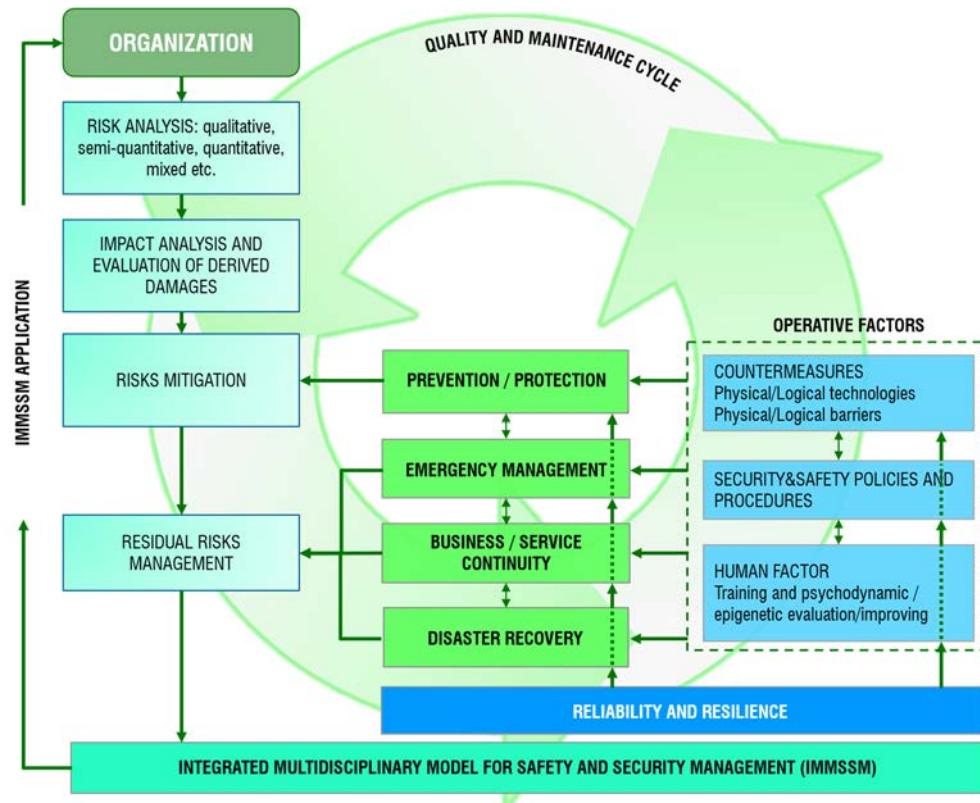 ORGANIZATION
QUALITY AND MAINTENANCE CYCLE
RISK ANALYSIS: qualitative,
semi-quantitative, quantitative,
mixed etc.
IMPACT ANALYSIS AND
EVALUATION OF DERIVED
DAMAGES
RISKS MITIGATION
RESIDUAL RISKS
MANAGEMENT
IMMSSM APPLICATION
PREVENTION / PROTECTION
EMERGENCY MANAGEMENT
BUSINESS / SERVICE
CONTINUITY
DISASTER RECOVERY
OPERATIVE FACTORS
COUNTERMEASURES
Physical/Logical technologies
Physical/Logical barriers
SECURITY&SAFETY POLICIES AND
PROCEDURES
HUMAN FACTOR
Training and psychodynamic /
epigenetic evaluation/improving
RELIABILITY AND RESILIENCE
INTEGRATED MULTIDISCIPLINARY MODEL FOR SAFETY AND SECURITY MANAGEMENT (IMMSSM)